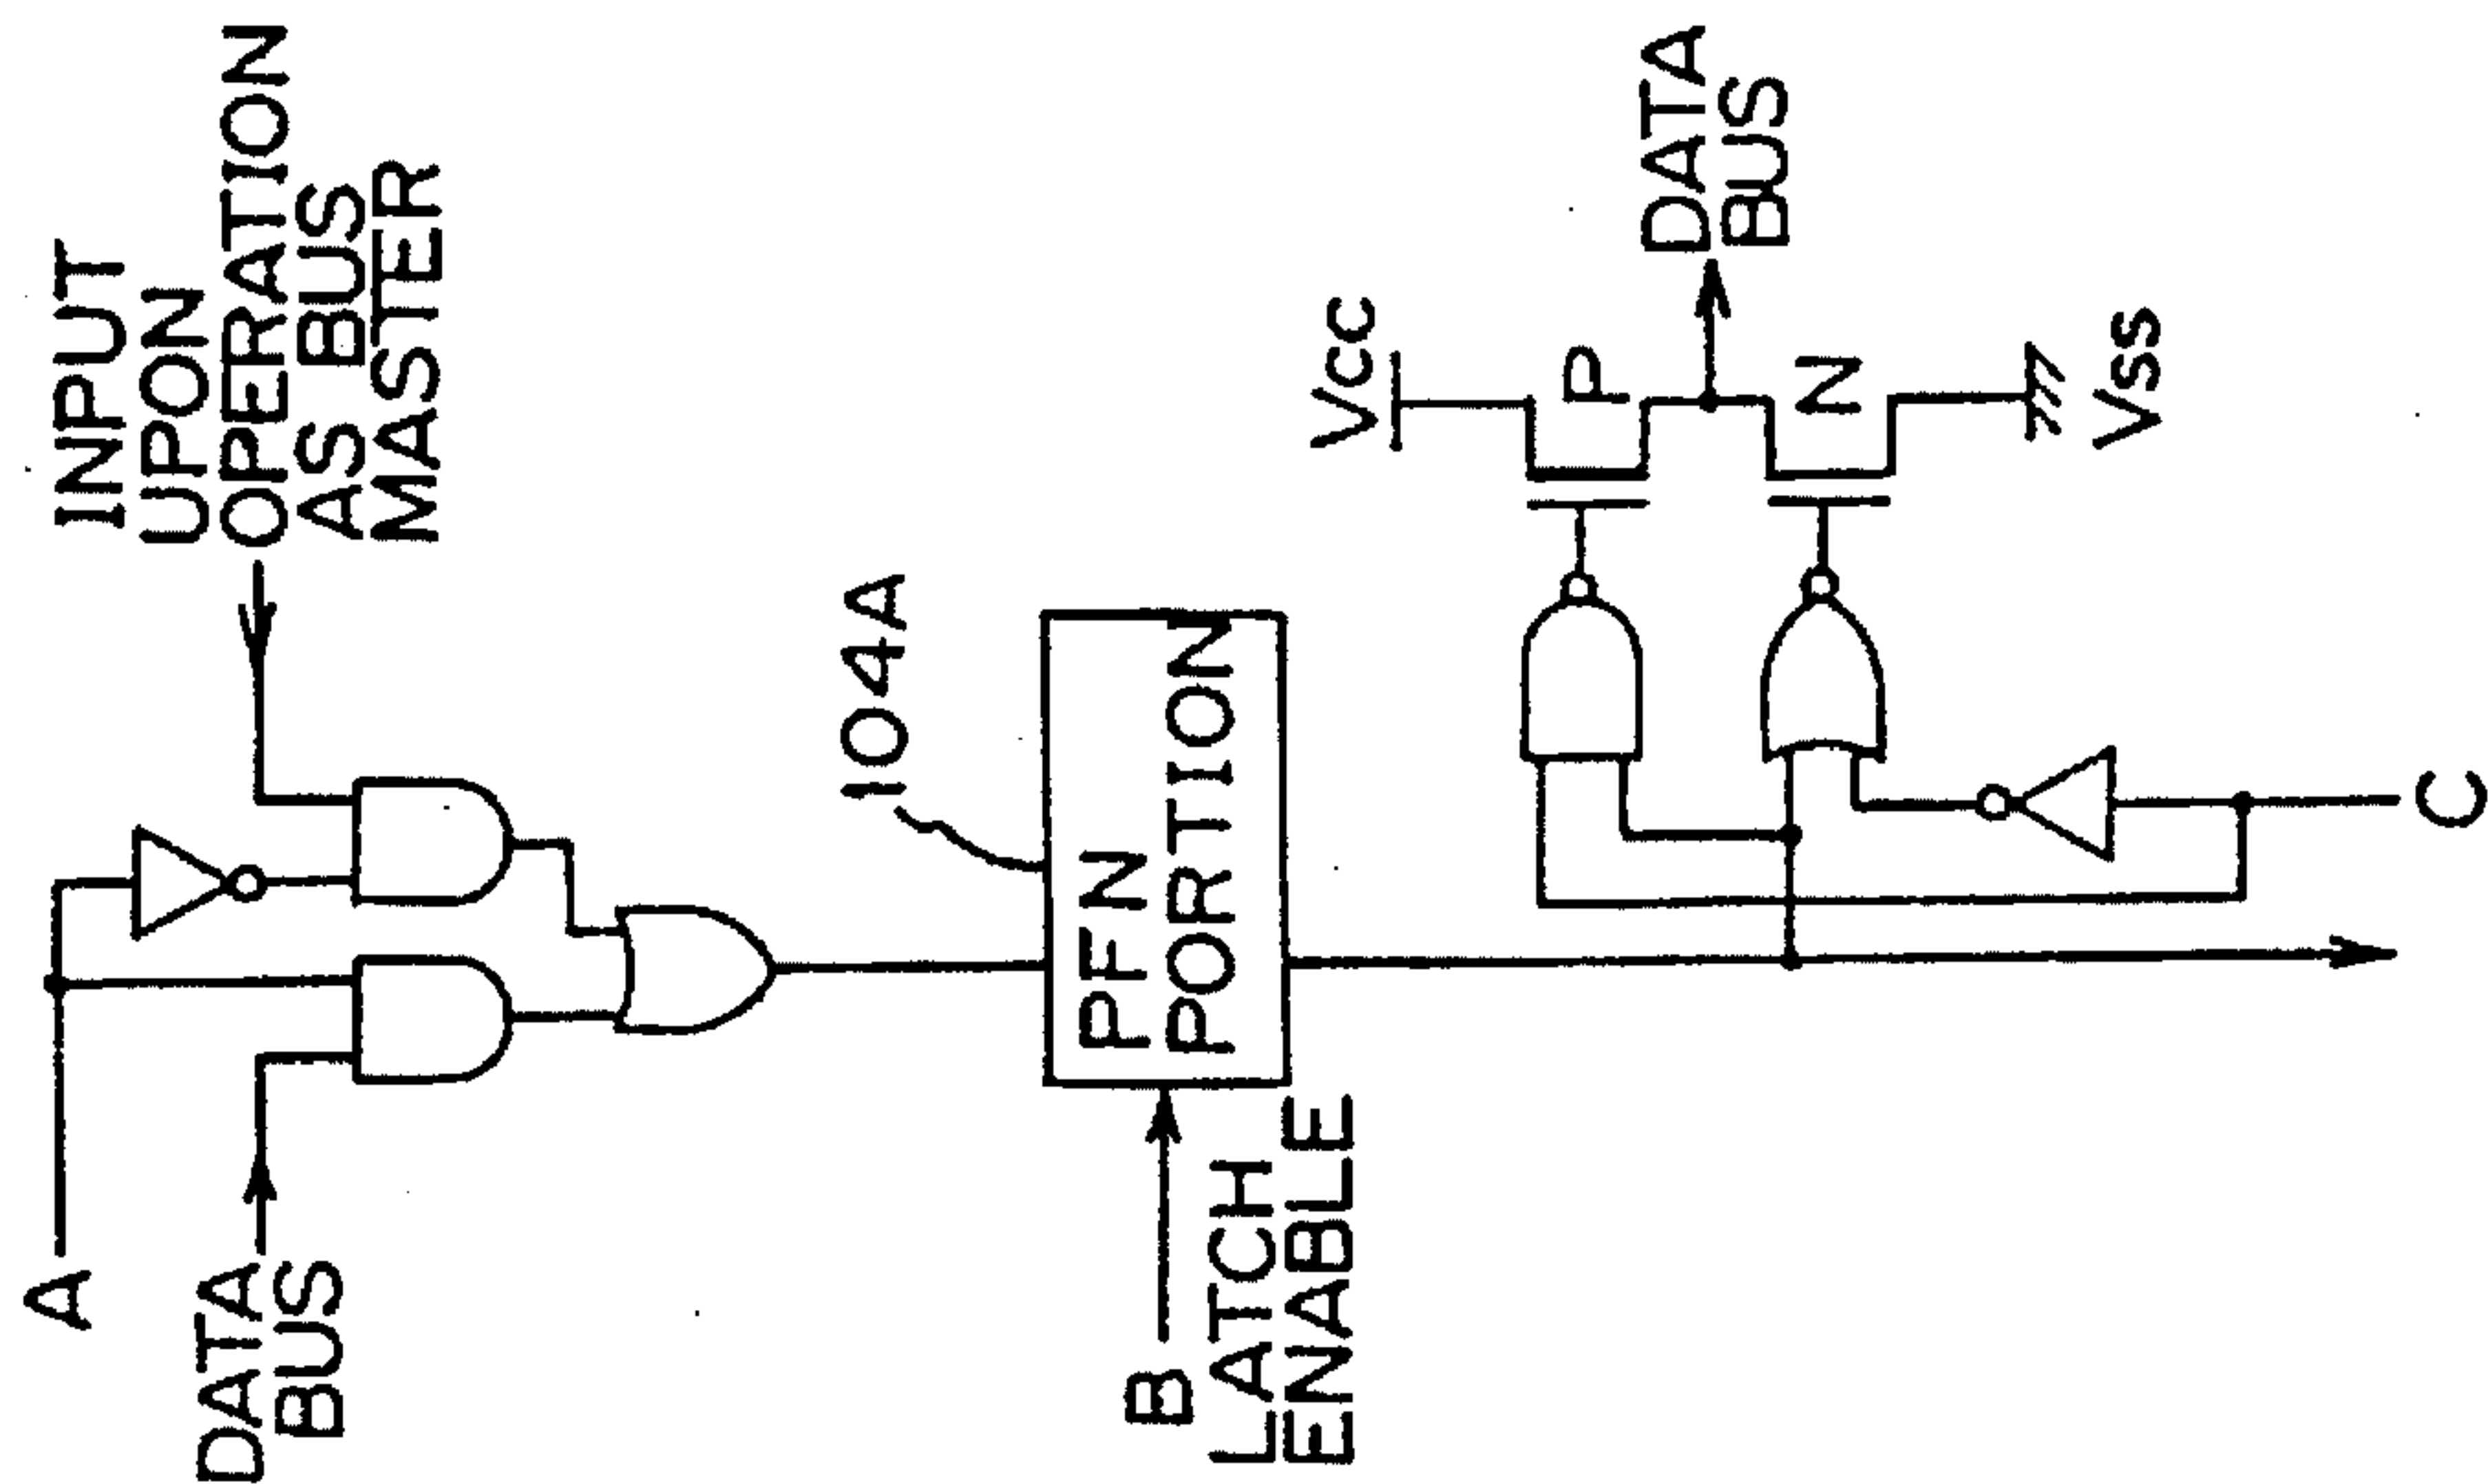 A
DATA
BUS
INPUT
UPON
OPERATION
AS BUS
MASTER
104A
B
LATCH
ENABLE
PFN
PORTION
Vcc
P
DATA
BUS
N
Vss
C